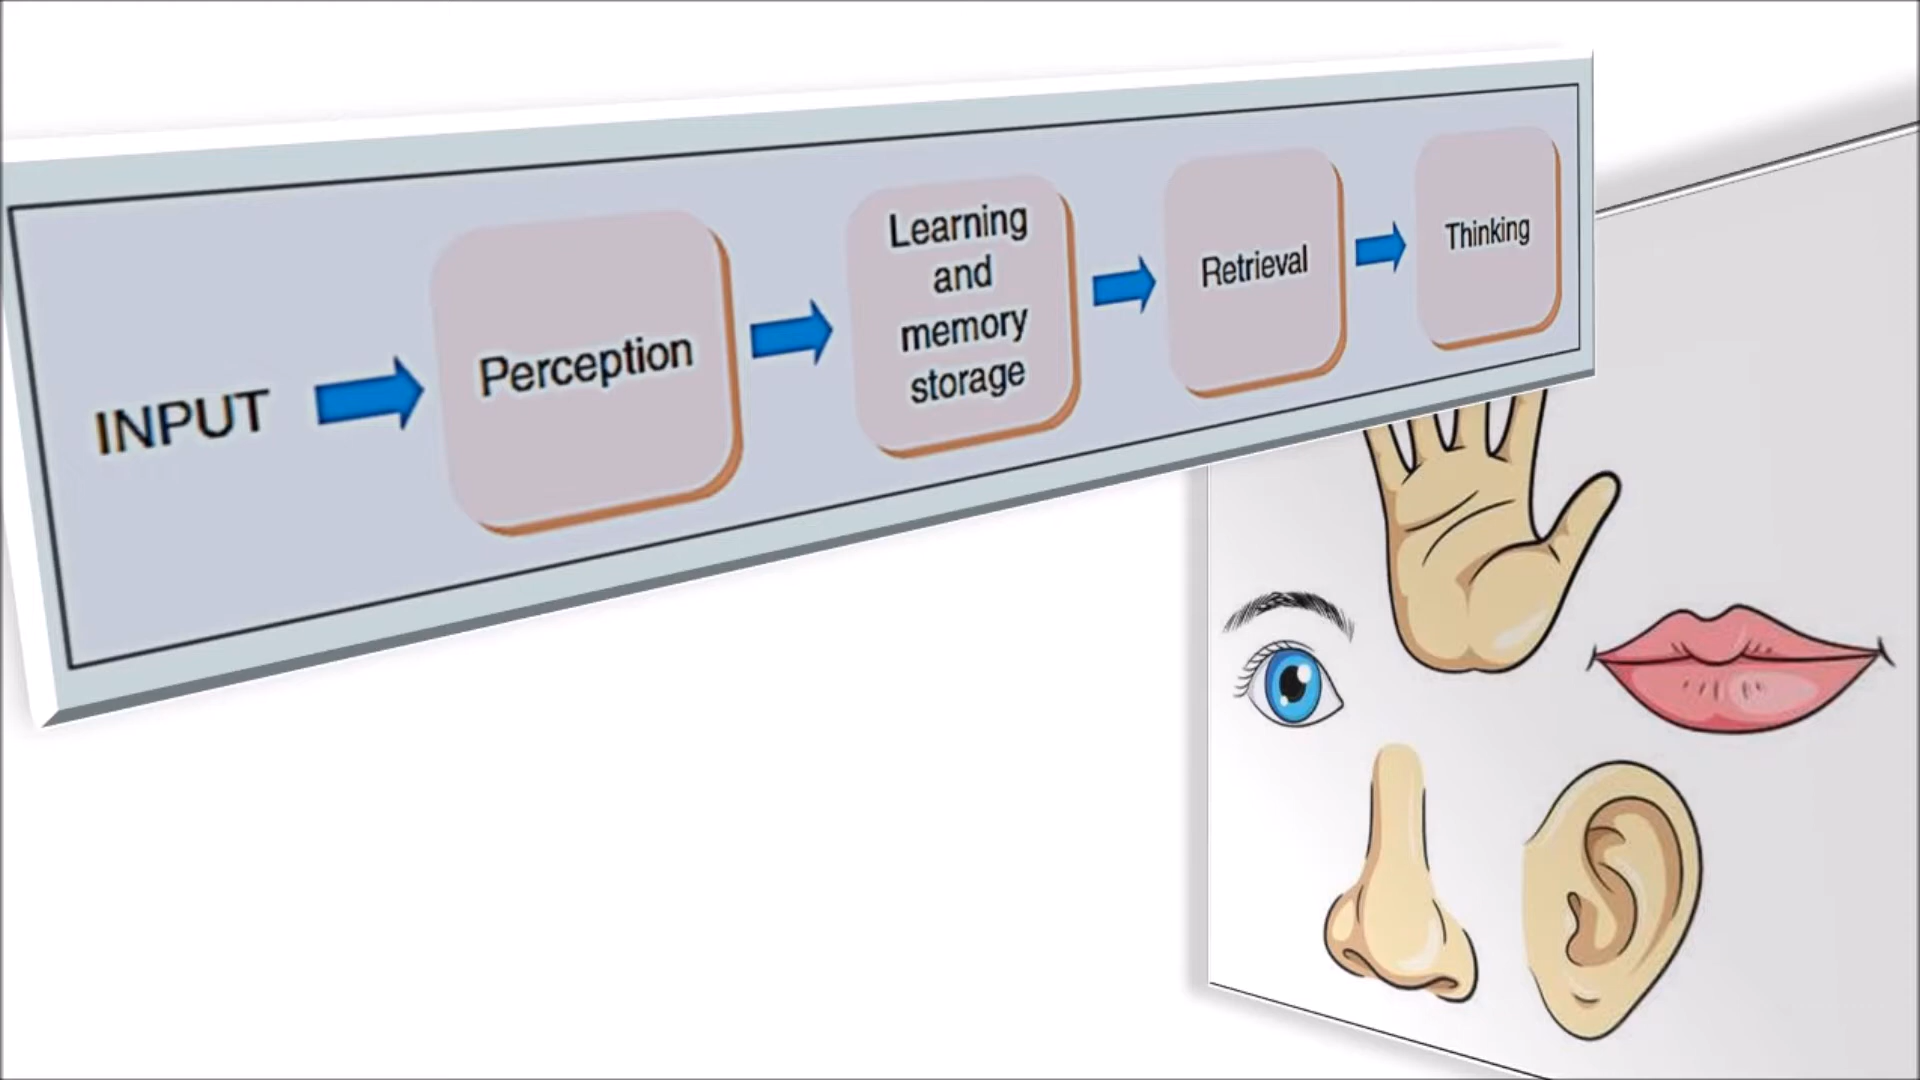 INPUT
Perception
Learning
and
memory
storage
Retrieval
Thinking